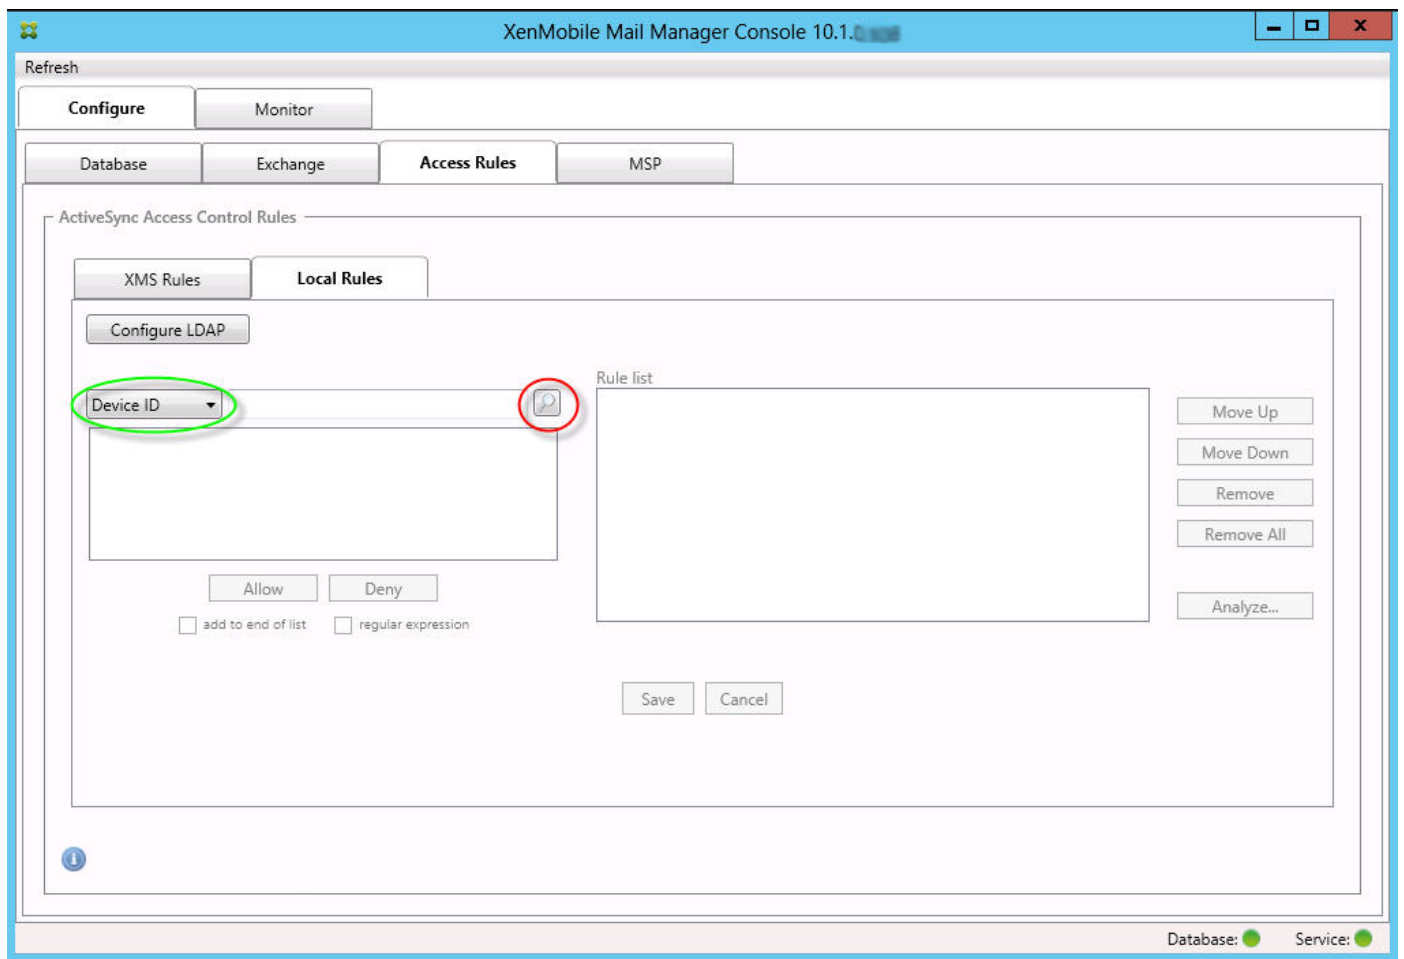 XenMobile Mail Manager Console 10.1.
Refresh
Configure Monitor
Database Exchange Access Rules MSP
ActiveSync Access Control Rules
XMS Rules Local Rules
Configure LDAP
Rule list
Device ID
Move Up
Move Down
Remove
Remove All
Allow Deny
Analyze...
add to end of list regular expression
Save Cancel
Database: Service: